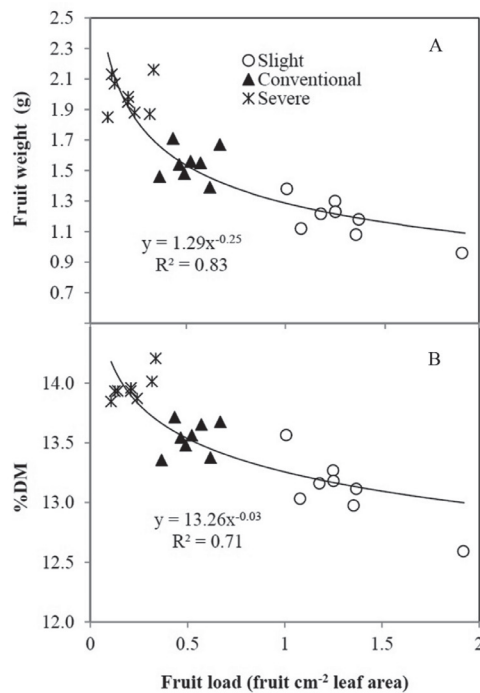 2.5
A
2.3
Slight
Conventional
Severe
2.1
1.9
1.7
1.5
1.3
1.1
0.9
0.7
Fruit weight (g)
y = 1.29x^-0.25
R² = 0.83
B
14.0
13.5
13.0
12.5
12.0
%DM
y = 13.26x^-0.03
R² = 0.71
0 0.5 1 1.5 2
Fruit load (fruit cm⁻² leaf area)